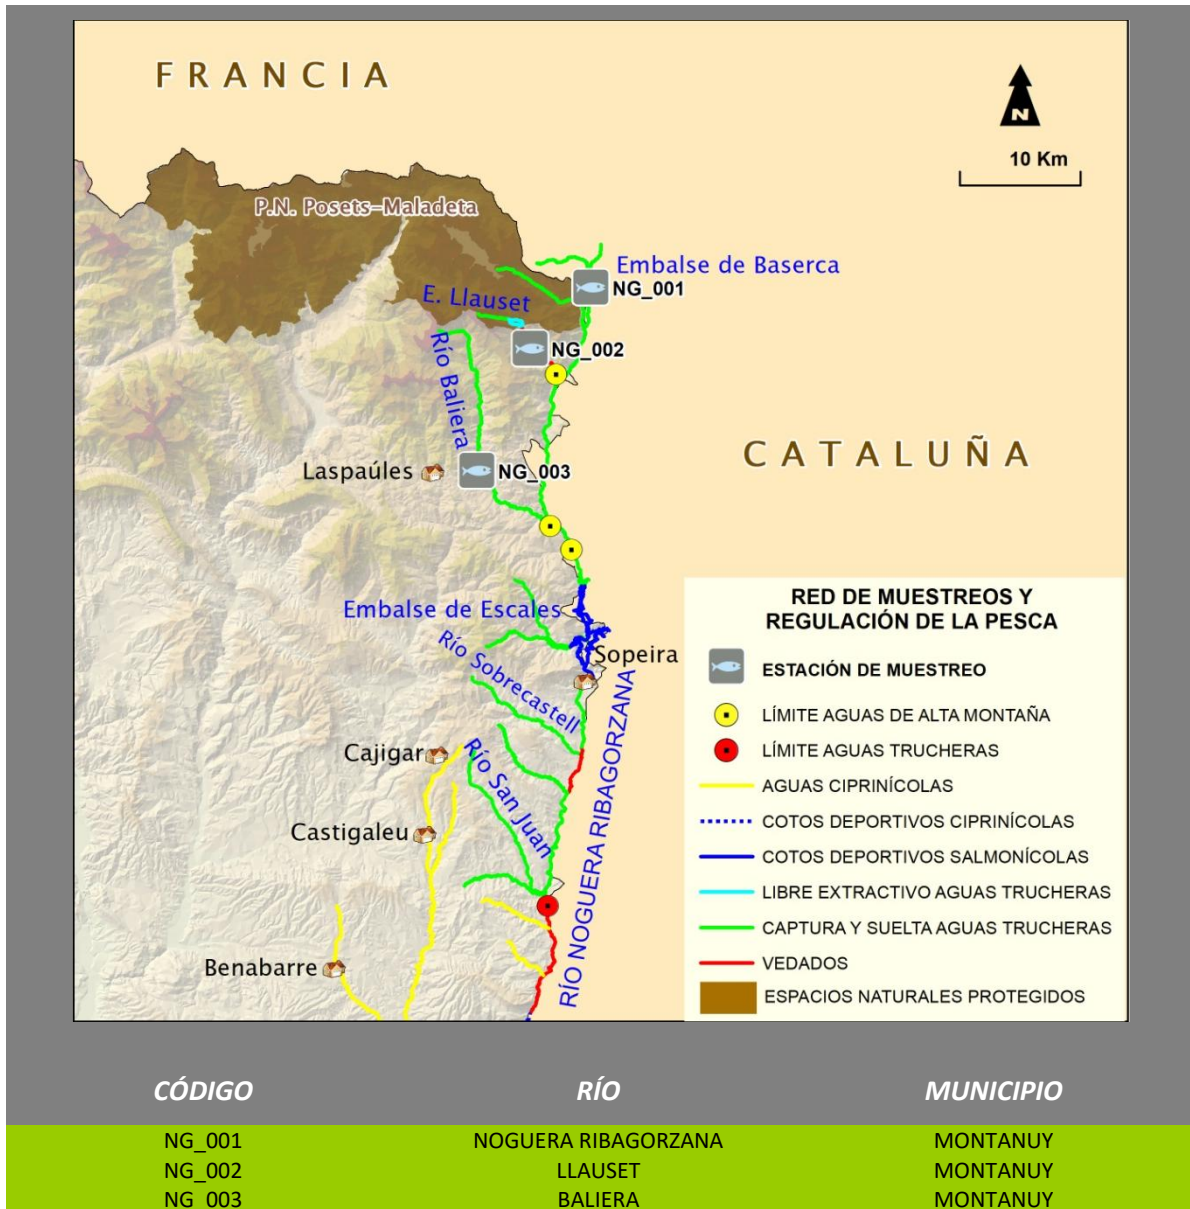 FRANCIA
N
10 Km
P.N. Posets-Maladeta
Embalse de Baserca
NG_001
E. Llauset
NG_002
Río Baliera
CATALUÑA
Laspaúles
NG_003
Embalse de Escales
Sopeira
Río Sobrecastell
RÍO NOGUERA RIBAGORZANA
Cajigar
Río San Juan
Castigaleu
Benabarre
RED DE MUESTREOS Y
REGULACIÓN DE LA PESCA
ESTACIÓN DE MUESTREO
LÍMITE AGUAS DE ALTA MONTAÑA
LÍMITE AGUAS TRUCHERAS
AGUAS CIPRINÍCOLAS
COTOS DEPORTIVOS CIPRINÍCOLAS
COTOS DEPORTIVOS SALMONÍCOLAS
LIBRE EXTRACTIVO AGUAS TRUCHERAS
CAPTURA Y SUELTA AGUAS TRUCHERAS
VEDADOS
ESPACIOS NATURALES PROTEGIDOS
CÓDIGO RÍO MUNICIPIO
NG_001 NOGUERA RIBAGORZANA MONTANUY
NG_002 LLAUSET MONTANUY
NG_003 BALIERA MONTANUY